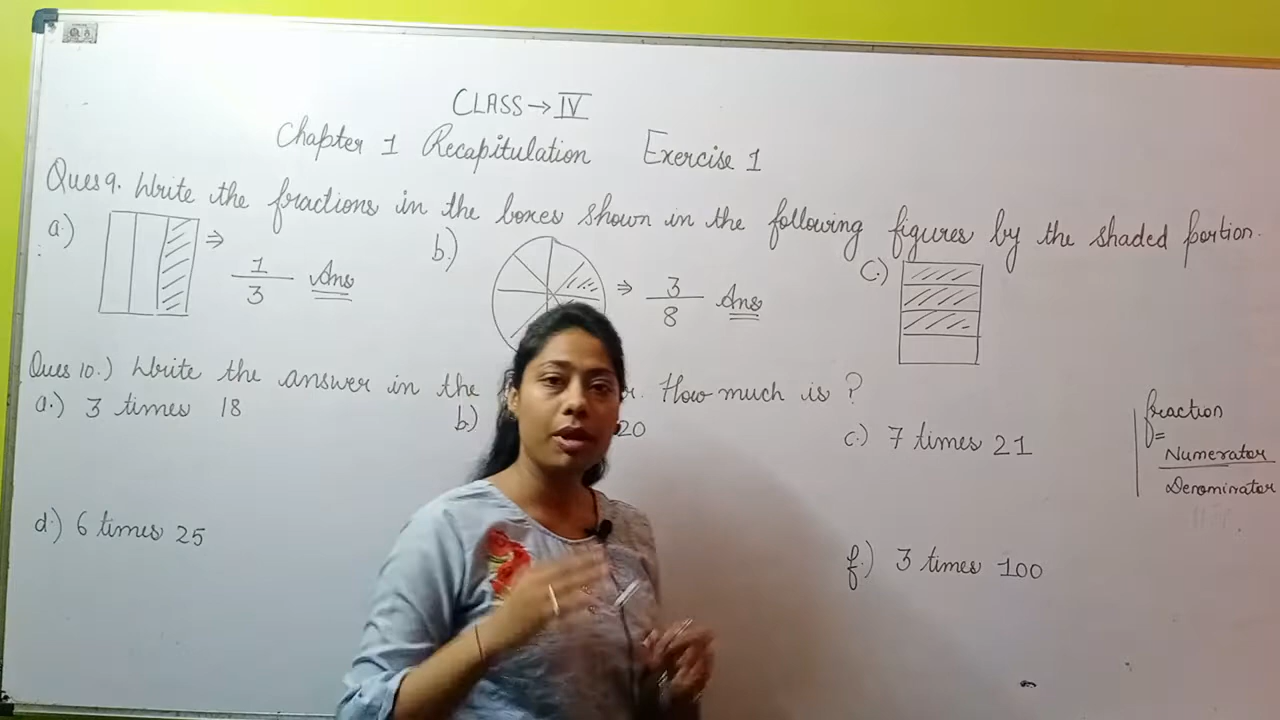 CLASS → IV
Chapter 1 Recapitulation Exercise 1
Ques 9. Write the fractions in the boxes shown in the following figures by the shaded portion.
a.) ⇒ 1/3 Ans b.) ⇒ 3/8 Ans c.)
Ques 10.) Write the answer in the How much is ?
a.) 3 times 18 b.) 20 c.) 7 times 21
d.) 6 times 25 f.) 3 times 100
fraction
=
Numerator
Denominator